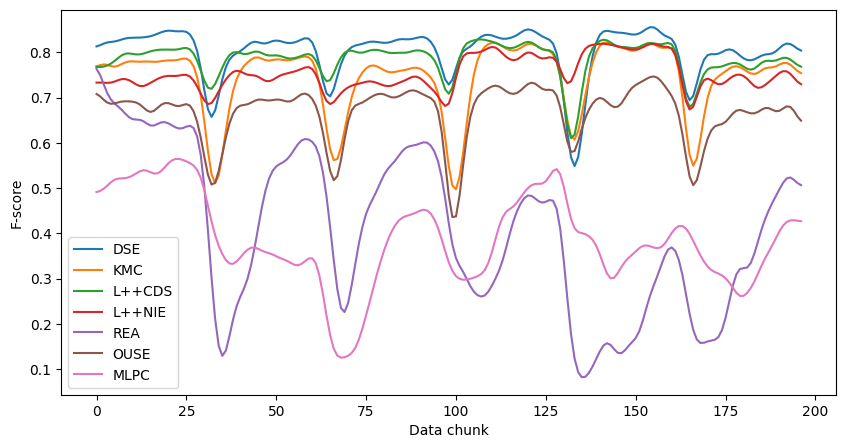 F-score
0.8
0.7
0.6
0.5
0.4
0.3
0.2
0.1
DSE
KMC
L++CDS
L++NIE
REA
OUSE
MLPC
0 25 50 75 100 125 150 175 200
Data chunk